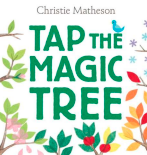 Christie Matheson
TAP THE
MAGIC
TREE